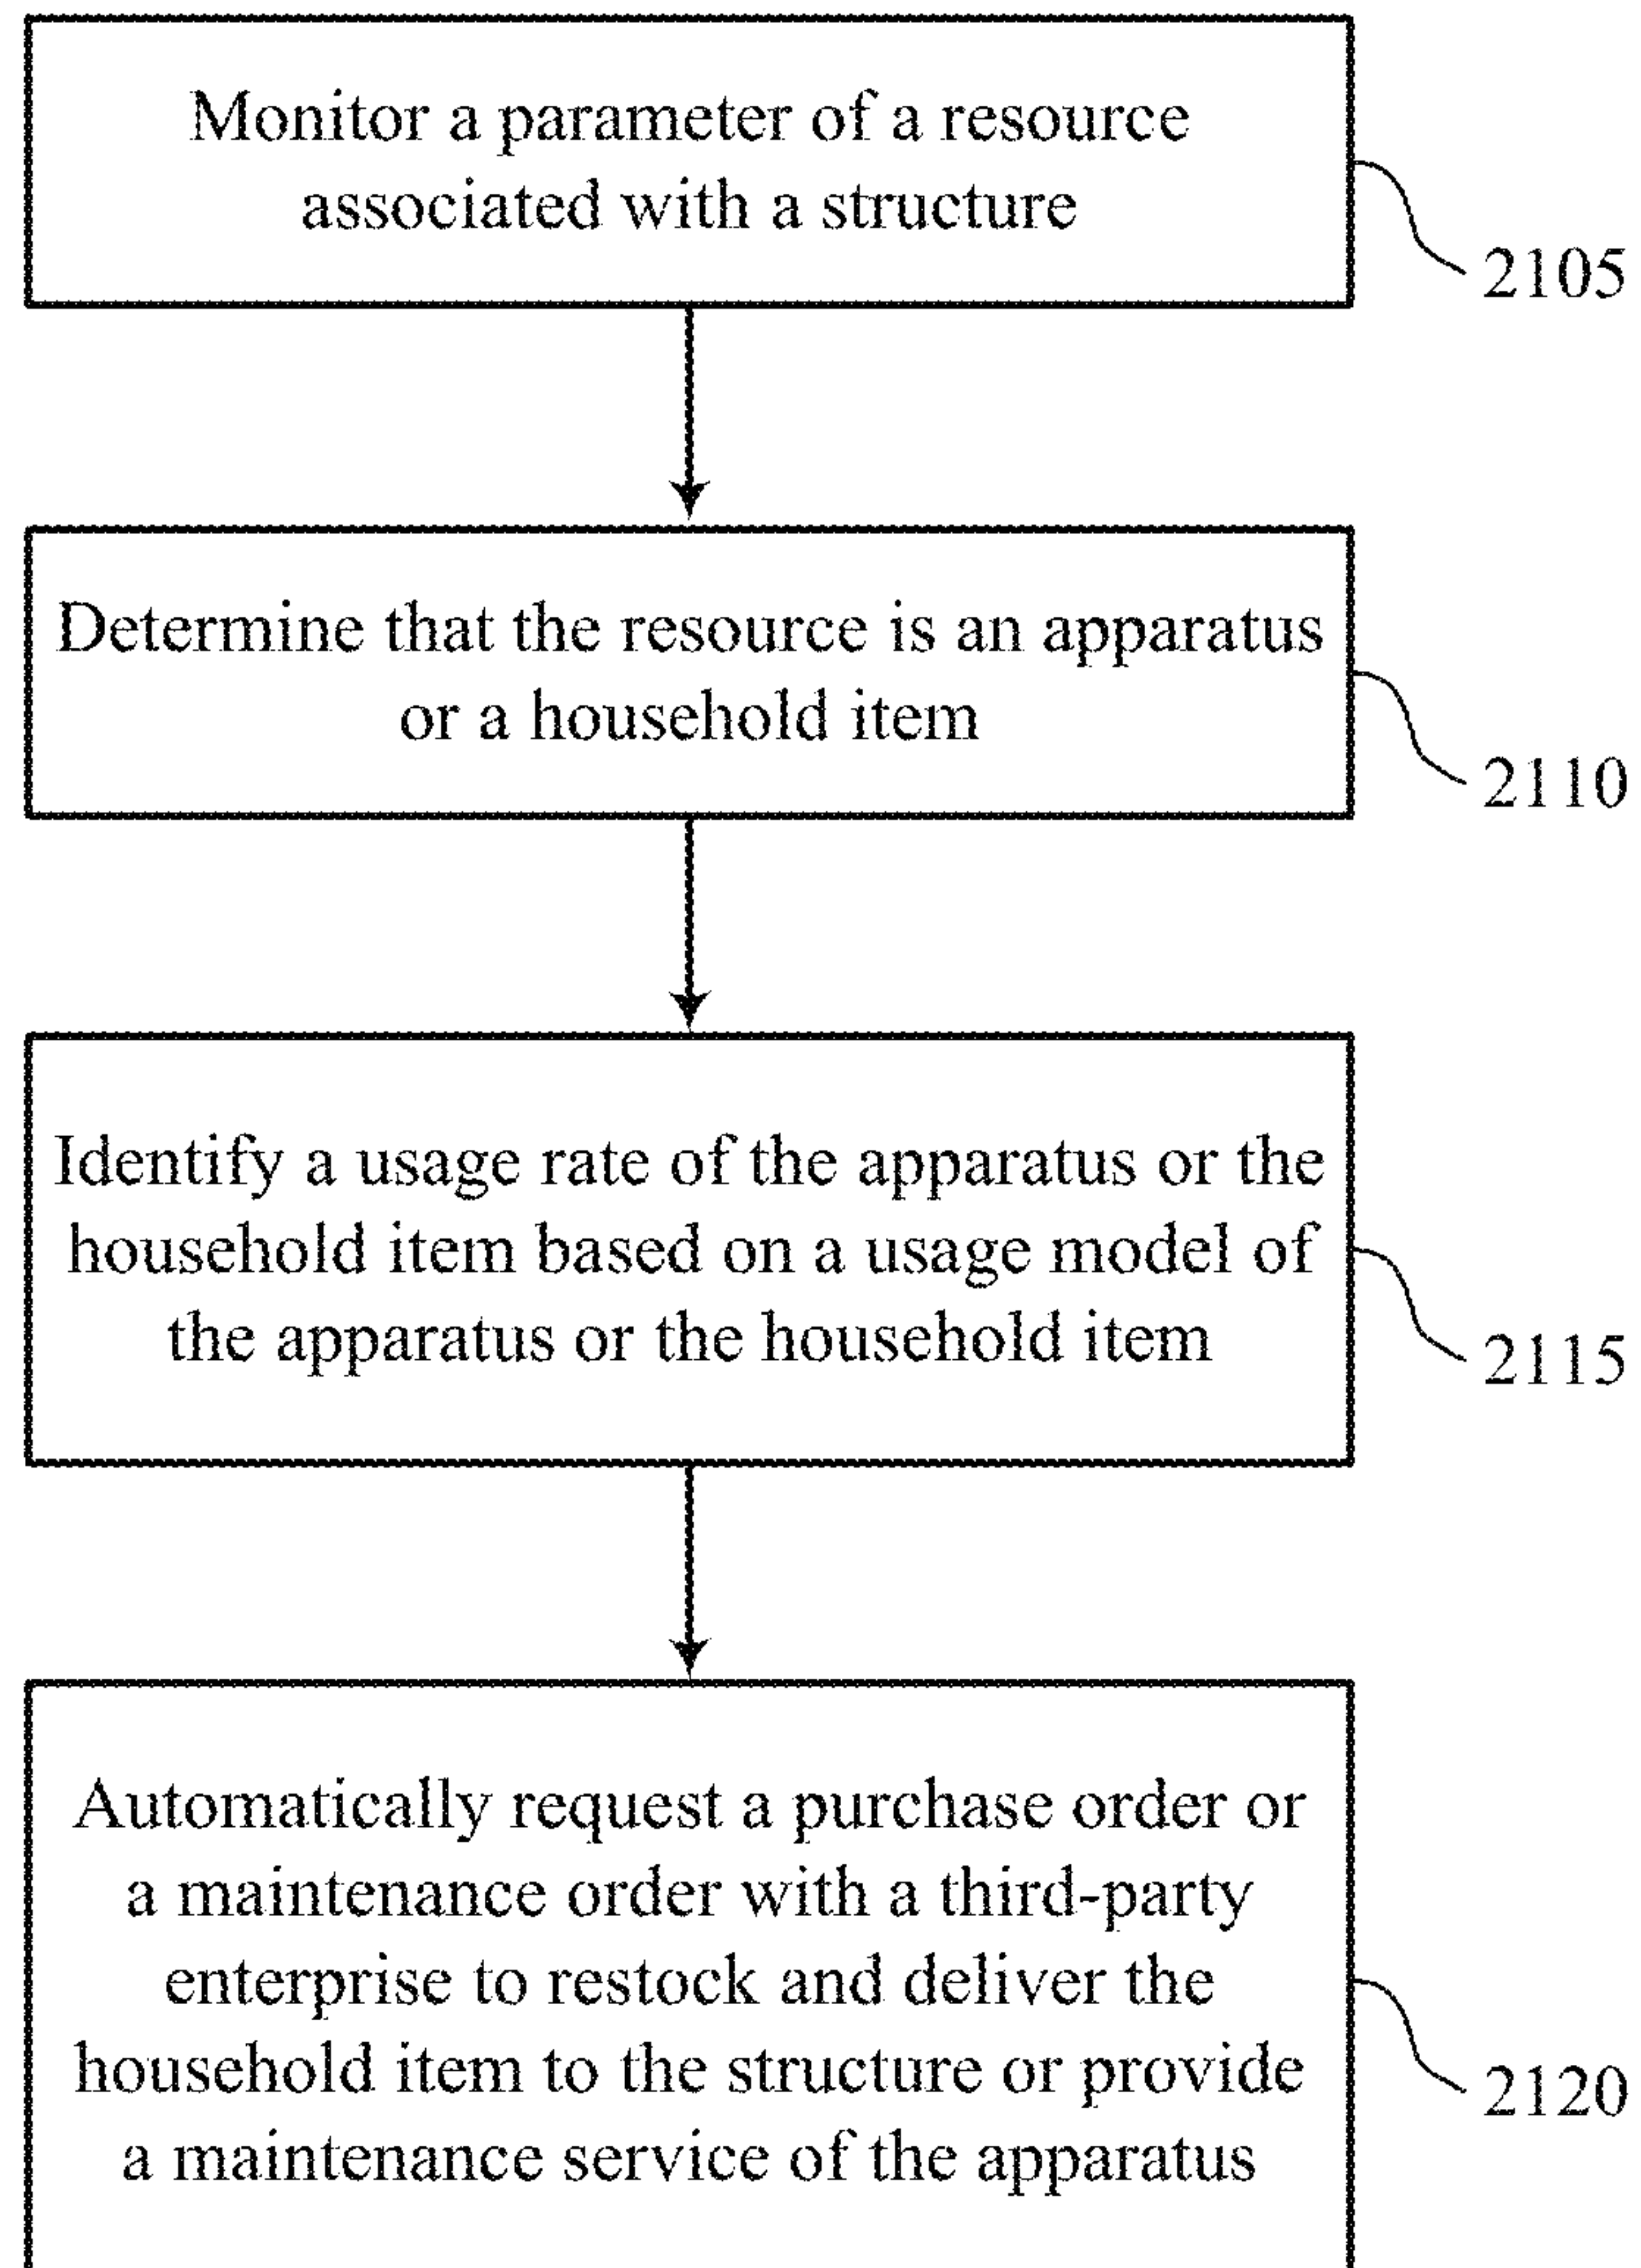 Monitor a parameter of a resource
associated with a structure
2105
Determine that the resource is an apparatus
or a household item
2110
Identify a usage rate of the apparatus or the
household item based on a usage model of
the apparatus or the household item
2115
Automatically request a purchase order or
a maintenance order with a third-party
enterprise to restock and deliver the
household item to the structure or provide
a maintenance service of the apparatus
2120